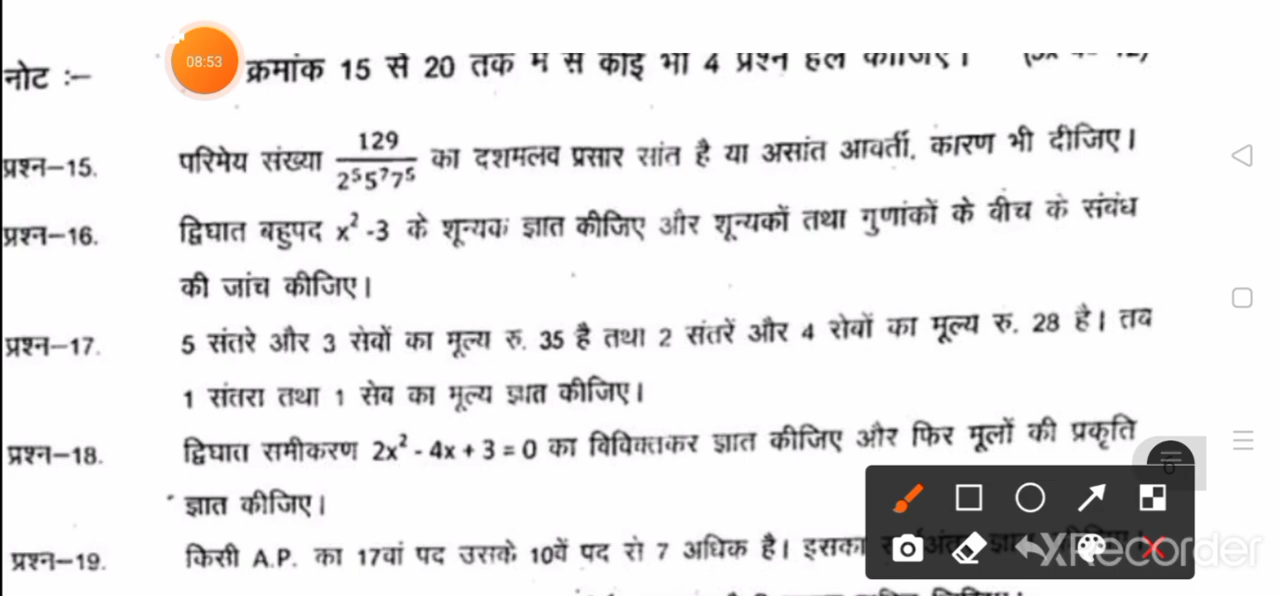 08:53
नोट :– क्रमांक 15 से 20 तक में से कोई भी 4 प्रश्न हल कीजिए।
प्रश्न–15. परिमेय संख्या 129/2⁵5⁷7⁵ का दशमलव प्रसार सांत है या असांत आवर्ती, कारण भी दीजिए।
प्रश्न–16. द्विघात बहुपद x² -3 के शून्यक ज्ञात कीजिए और शून्यकों तथा गुणांकों के बीच के संबंध
की जांच कीजिए।
प्रश्न–17. 5 संतरे और 3 सेवों का मूल्य रु. 35 है तथा 2 संतरें और 4 सेवों का मूल्य रु. 28 है। तब
1 संतरा तथा 1 सेव का मूल्य ज्ञात कीजिए।
प्रश्न–18. द्विघात समीकरण 2x² - 4x + 3 = 0 का विविक्तकर ज्ञात कीजिए और फिर मूलों की प्रकृति
ज्ञात कीजिए।
6
प्रश्न–19. किसी A.P. का 17वां पद उसके 10वें पद से 7 अधिक है। इसका
XRecorder